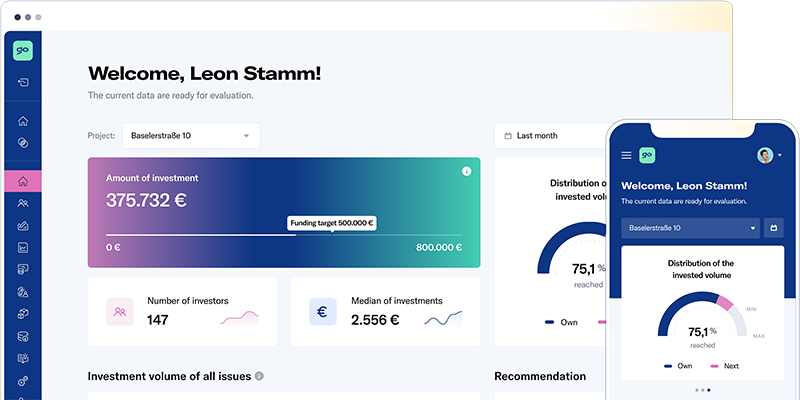 go
Welcome, Leon Stamm!
The current data are ready for evaluation.
Project:
Baselerstraße 10
Last month
Amount of investment
375.732 €
Funding target 500.000 €
0 €
800.000 €
Number of investors
147
€
Median of investments
2.556 €
Investment volume of all issues
Distribution of
invested volu
75,1 %
reached
Own
Recommendation
go
Welcome, Leon Stamm!
The current data are ready for evaluation.
Baselerstraße 10
Distribution of the
invested volume
75,1 %
reached
MIN
MAX
Own
Next